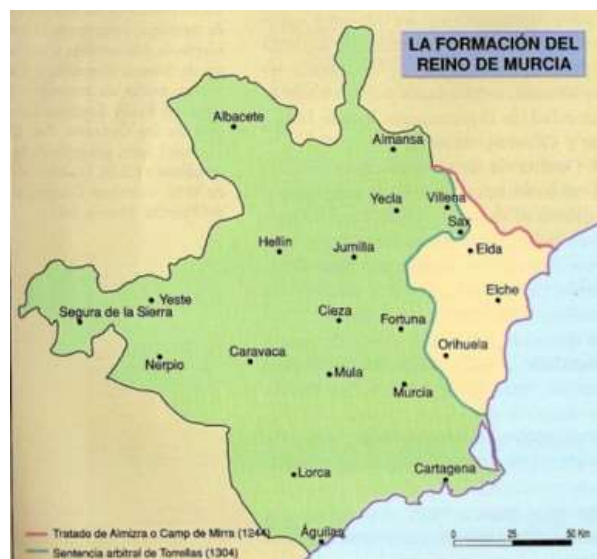 LA FORMACIÓN DEL
REINO DE MURCIA
Albacete
Almansa
Yecla
Villena
Sax
Hellín
Jumilla
Elda
Elche
Yeste
Segura de la Sierra
Cieza
Fortuna
Orihuela
Nerpio
Caravaca
Mula
Murcia
Lorca
Cartagena
Águilas
0 25 50 Km
Tratado de Almizra o Camp de Mirra (1244)
Sentencia arbitral de Torrellas (1304)